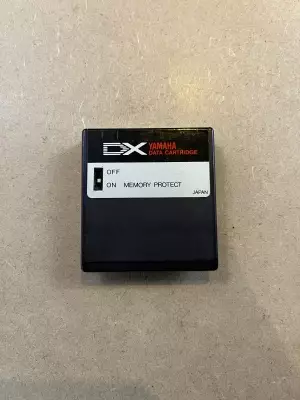 DX YAMAHA
DATA CARTRIDGE
OFF
ON MEMORY PROTECT
JAPAN